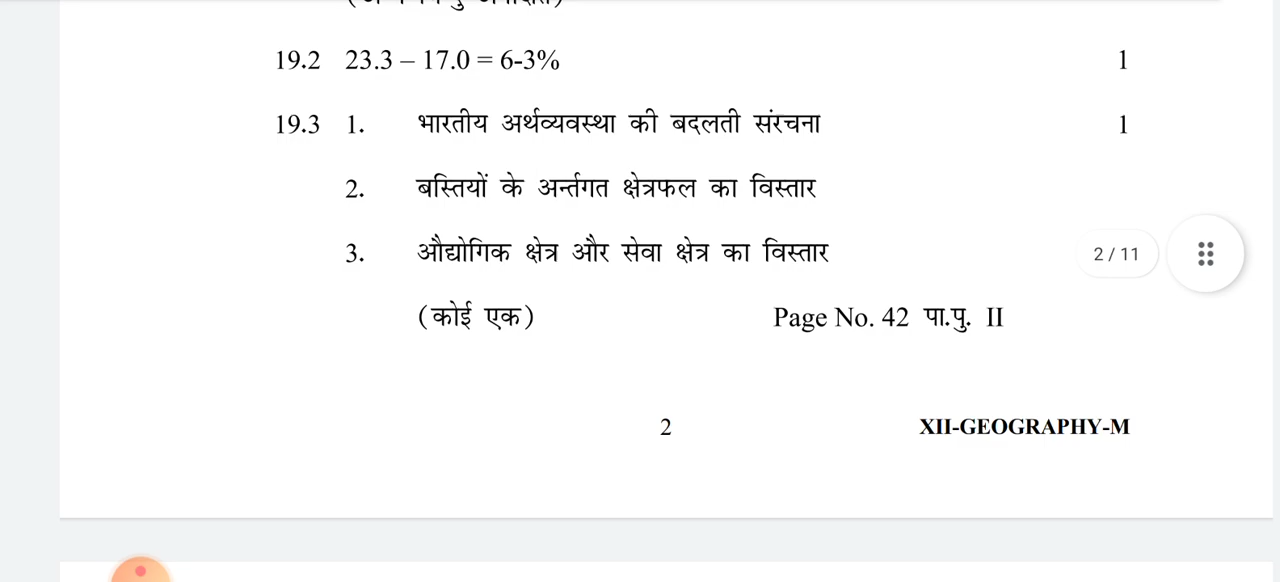 19.2 23.3 – 17.0 = 6-3% 1
19.3 1. भारतीय अर्थव्यवस्था की बदलती संरचना 1
2. बस्तियों के अर्न्तगत क्षेत्रफल का विस्तार
3. औद्योगिक क्षेत्र और सेवा क्षेत्र का विस्तार
2 / 11
(कोई एक) Page No. 42 पा.पु. II
2 XII-GEOGRAPHY-M